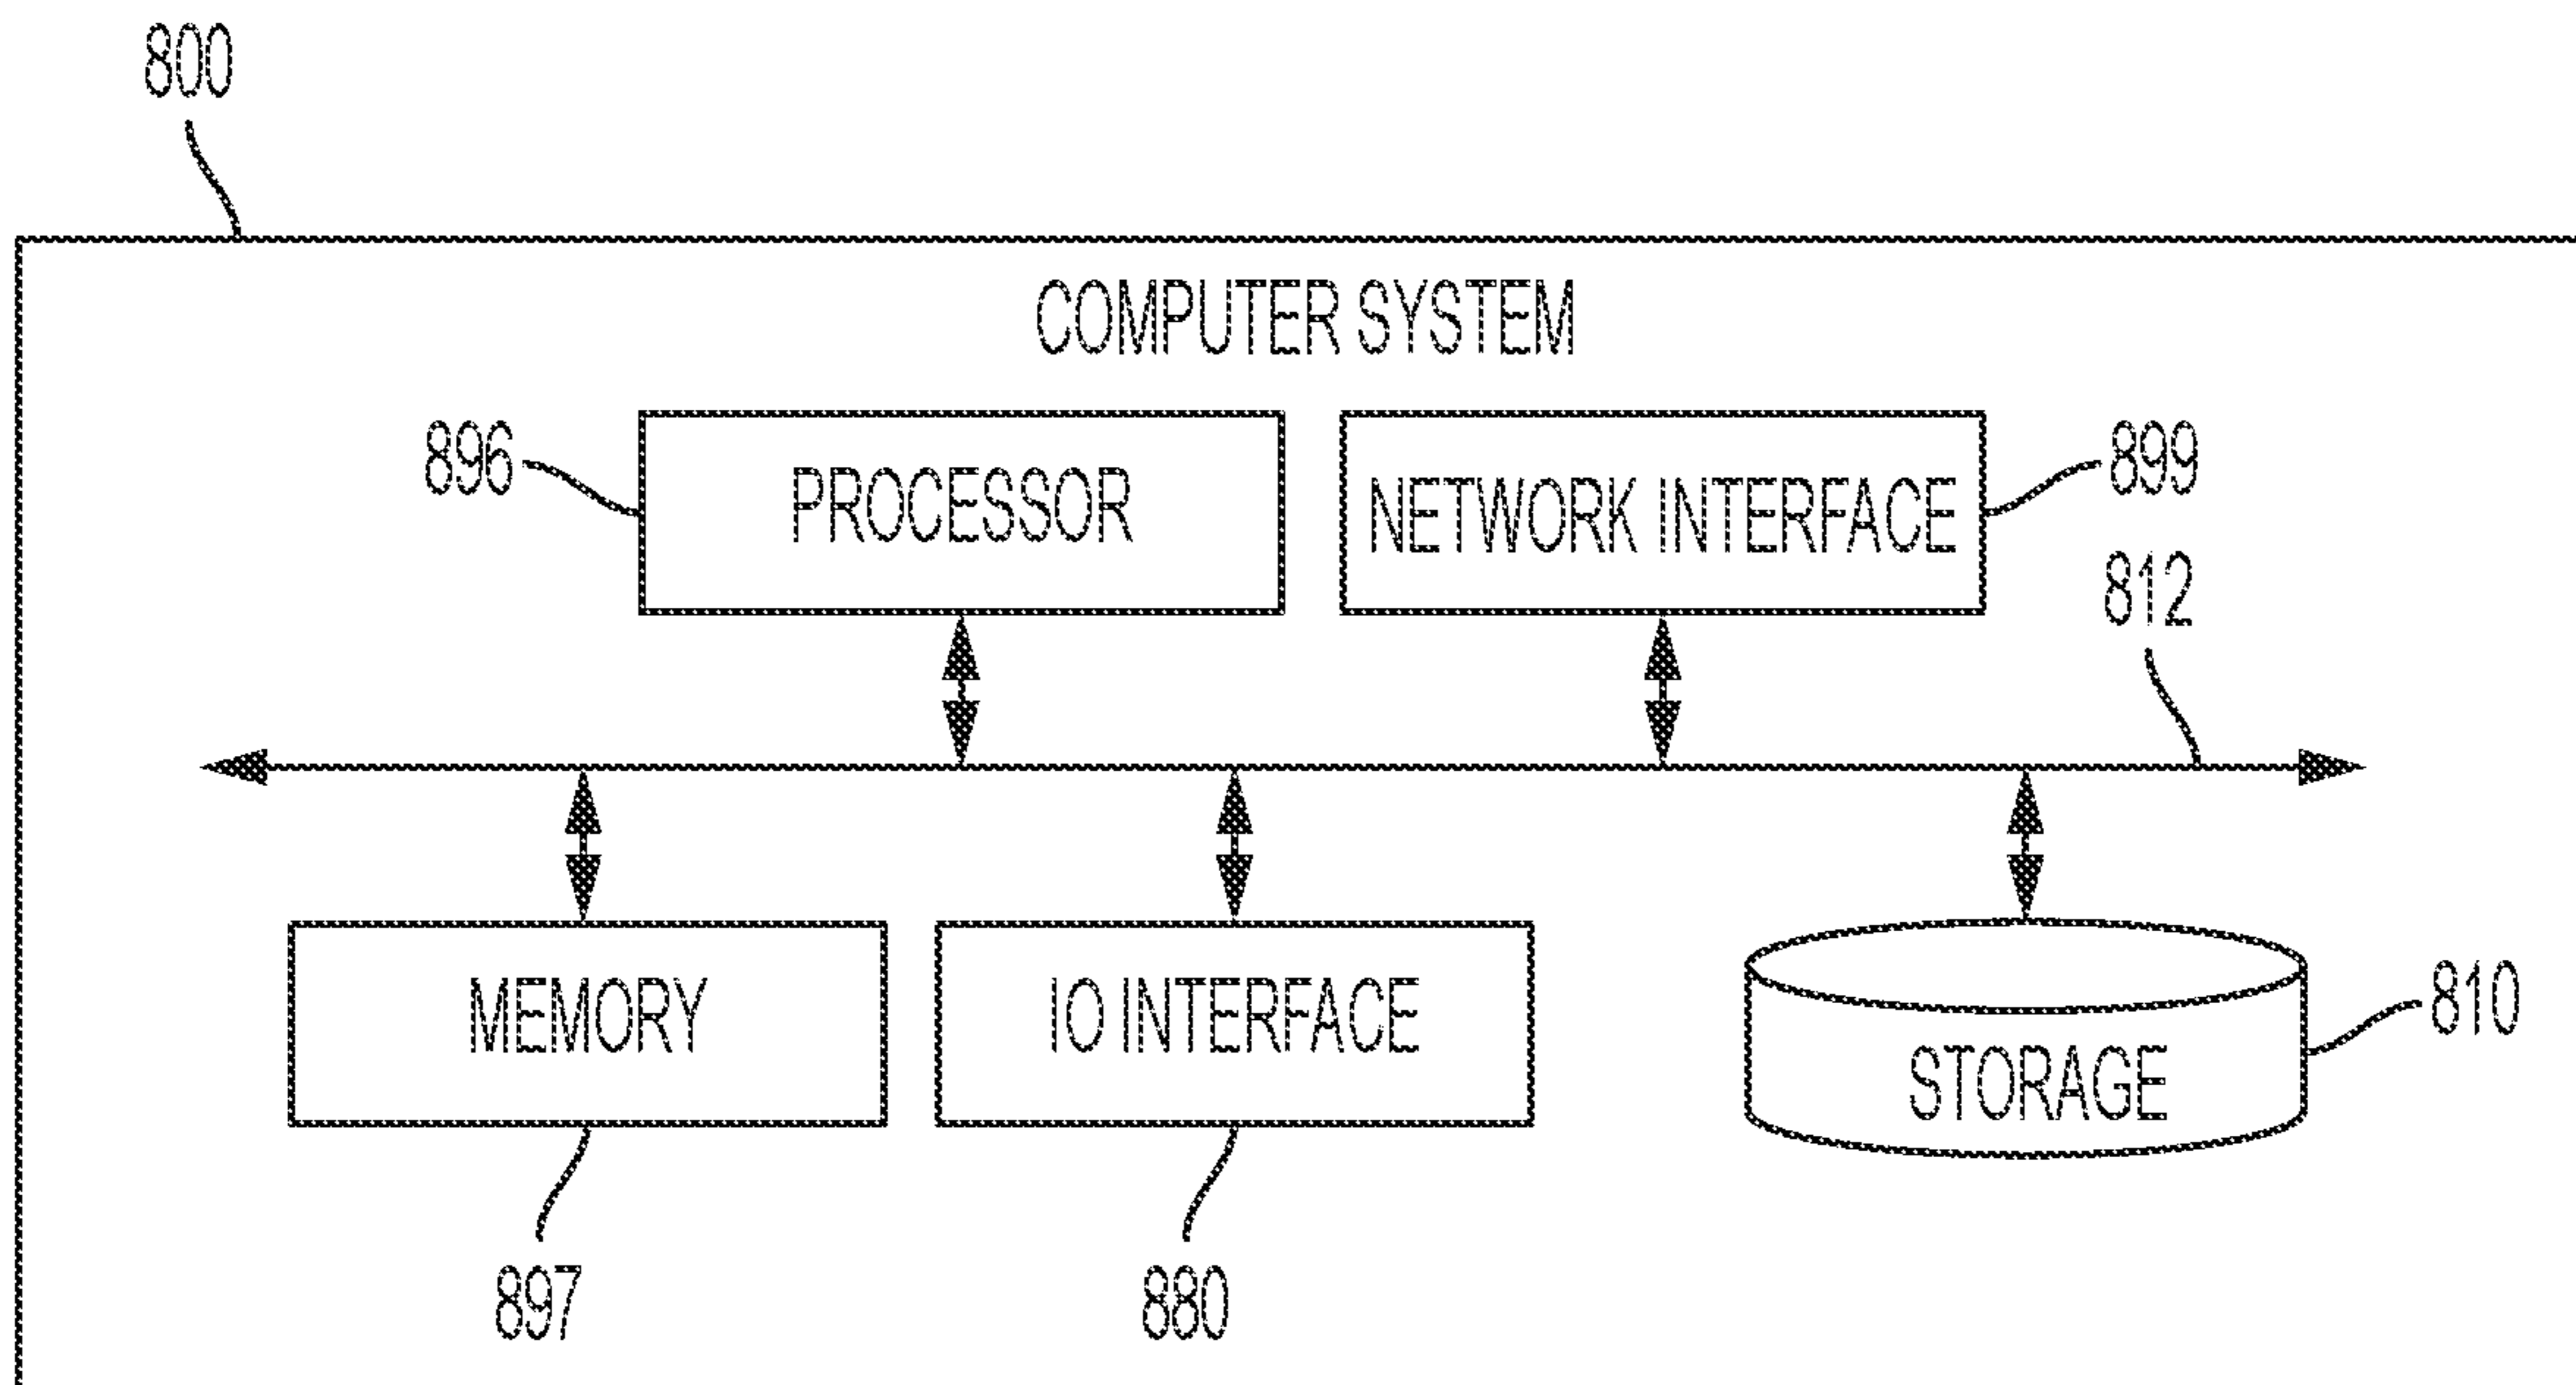 800
COMPUTER SYSTEM
896
PROCESSOR
NETWORK INTERFACE
899
812
MEMORY
IO INTERFACE
STORAGE
810
897
880